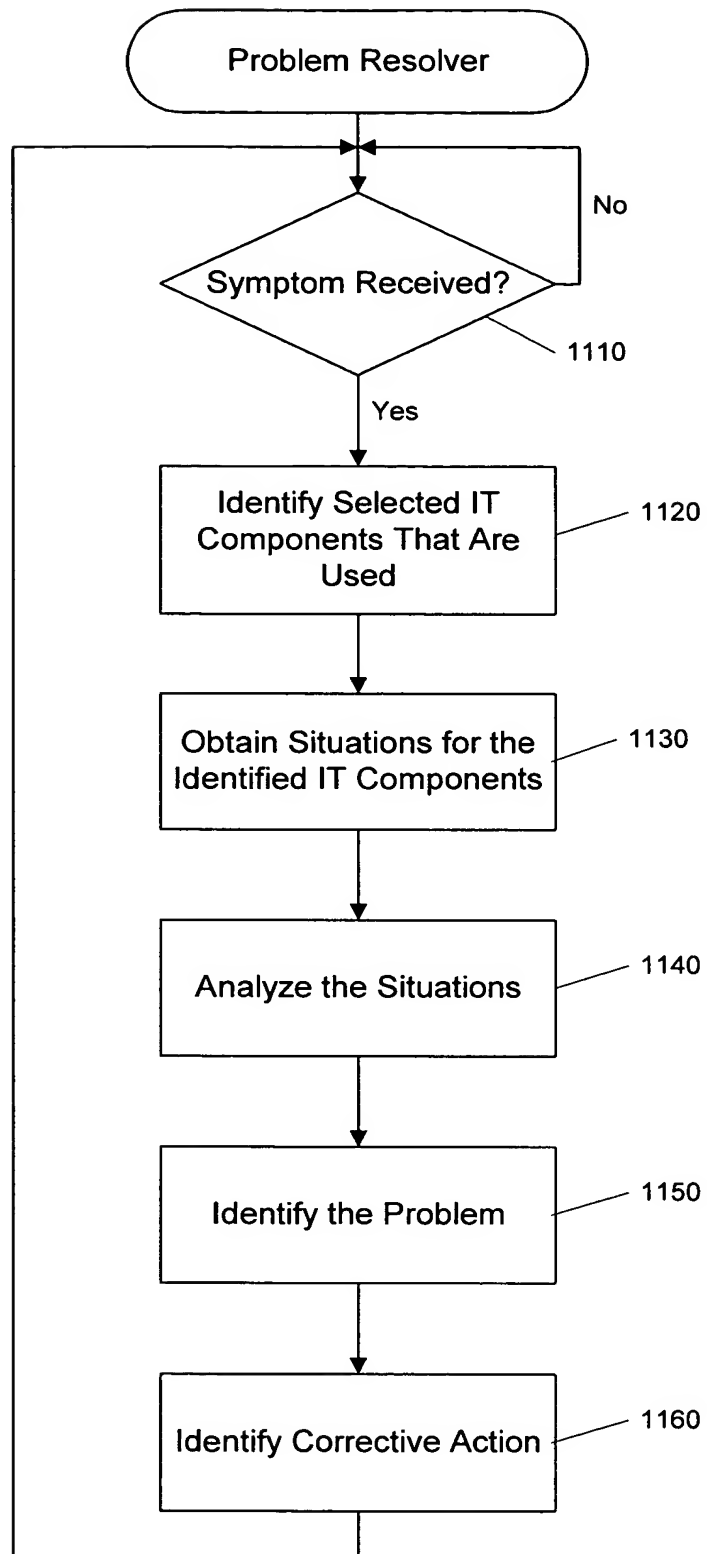 Problem Resolver
No
Symptom Received?
1110
Yes
Identify Selected IT
Components That Are
Used
1120
Obtain Situations for the
Identified IT Components
1130
Analyze the Situations
1140
Identify the Problem
1150
Identify Corrective Action
1160